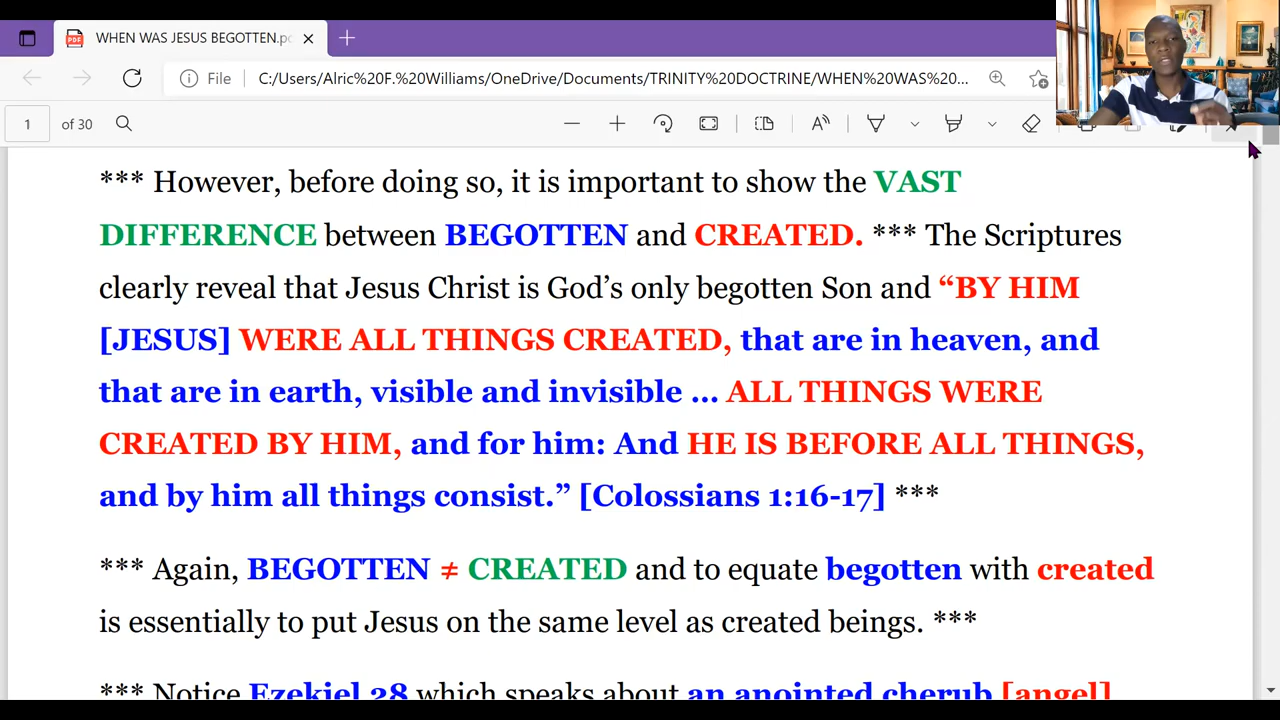 WHEN WAS JESUS BEGOTTEN.pc
File C:/Users/Alric%20F.%20Williams/OneDrive/Documents/TRINITY%20DOCTRINE/WHEN%20WAS%20...
1 of 30
*** However, before doing so, it is important to show the VAST
DIFFERENCE between BEGOTTEN and CREATED. *** The Scriptures
clearly reveal that Jesus Christ is God’s only begotten Son and “BY HIM
[JESUS] WERE ALL THINGS CREATED, that are in heaven, and
that are in earth, visible and invisible ... ALL THINGS WERE
CREATED BY HIM, and for him: And HE IS BEFORE ALL THINGS,
and by him all things consist.” [Colossians 1:16-17] ***
*** Again, BEGOTTEN ≠ CREATED and to equate begotten with created
is essentially to put Jesus on the same level as created beings. ***
*** Notice Ezekiel 28 which speaks about an anointed cherub [angel]